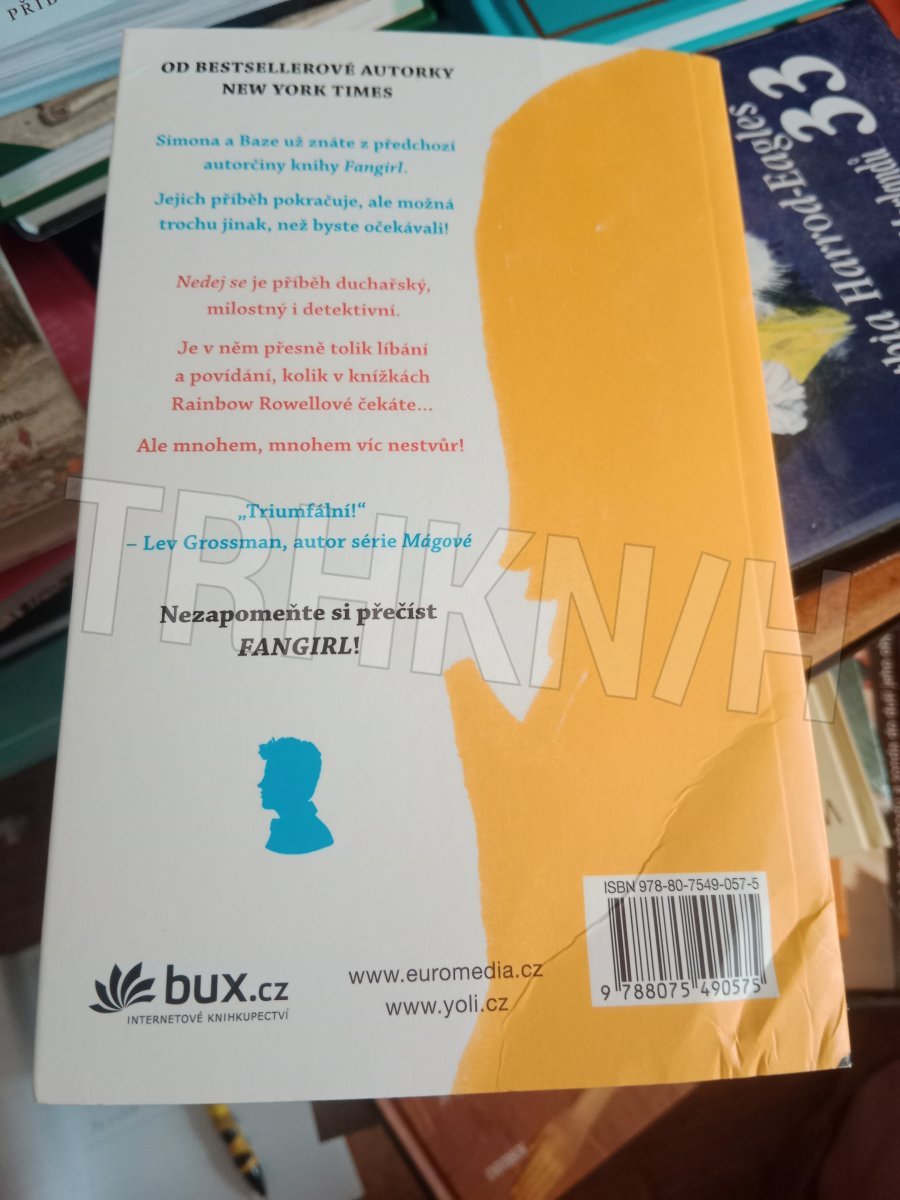 OD BESTSELLEROVÉ AUTORKY
NEW YORK TIMES
Simona a Baze už znáte z předchozí
autorčiny knihy Fangirl.
Jejich příběh pokračuje, ale možná
trochu jinak, než byste očekávali!
Nedej se je příběh duchařský,
milostný i detektivní.
Je v něm přesně tolik líbání
a povídání, kolik v knížkách
Rainbow Rowellové čekáte...
Ale mnohem, mnohem víc nestvůr!
„Triumfální!“
– Lev Grossman, autor série Mágové
Nezapomeňte si přečíst
FANGIRL!
TRHKNIH
ISBN 978-80-7549-057-5
9 788075 490575
bux.cz
INTERNETOVÉ KNIHKUPECTVÍ
www.euromedia.cz
www.yoli.cz
Harrod-Eagles
33